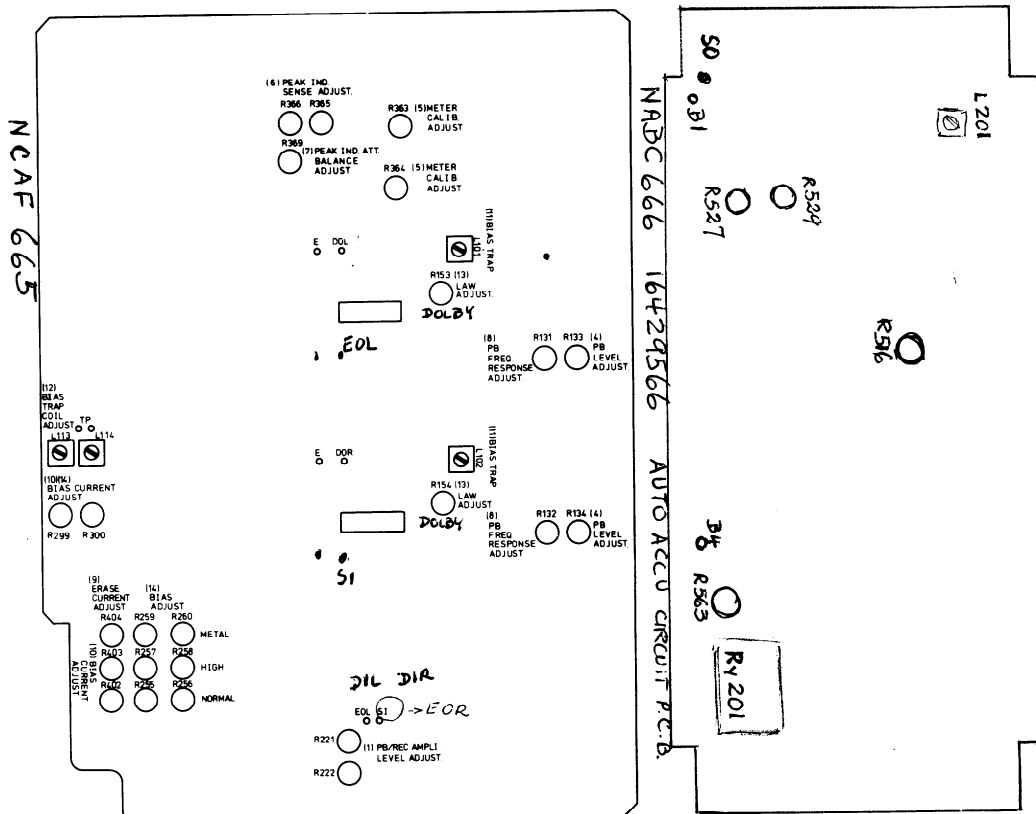 NCAF 665
(6) PEAK IND.
SENSE ADJUST.
R366 R365
R363 (5) METER
CALIB.
ADJUST
R369
(7) PEAK IND. ATT.
BALANCE
ADJUST
R364 (5) METER
CALIB.
ADJUST
E DOL
(11) BIAS TRAP
L101
R153 (13)
LAW
ADJUST.
DOLBY
EOL
(8)
PB
FREQ.
RESPONSE
ADJUST.
R131
R133 (4)
PB
LEVEL
ADJUST.
(12)
BIAS
TRAP
COIL
ADJUST
TP
L113 L114
(10)(14)
BIAS CURRENT
ADJUST
R299 R300
E DOR
(11) BIAS TRAP
L102
R154 (13)
LAW
ADJUST
DOLBY
SI
(8)
PB
FREQ.
RESPONSE
ADJUST
R132
R134 (4)
PB
LEVEL
ADJUST.
(9)
ERASE
CURRENT
ADJUST
(14)
BIAS
ADJUST
R404 R259 R260
METAL
R403 R257 R258
HIGH
R402 R255 R256
NORMAL
(10) BIAS
CURRENT
ADJUST
DIL DIR
EOL SI -> EOR
R221
(1) PB/REC AMPLI
LEVEL ADJUST.
R222
NABC 666 16429566 AUTO ACCU CIRCUIT P.C.B.
SO
B1
L201
R527
R529
R516
B4
R563
Ry 201